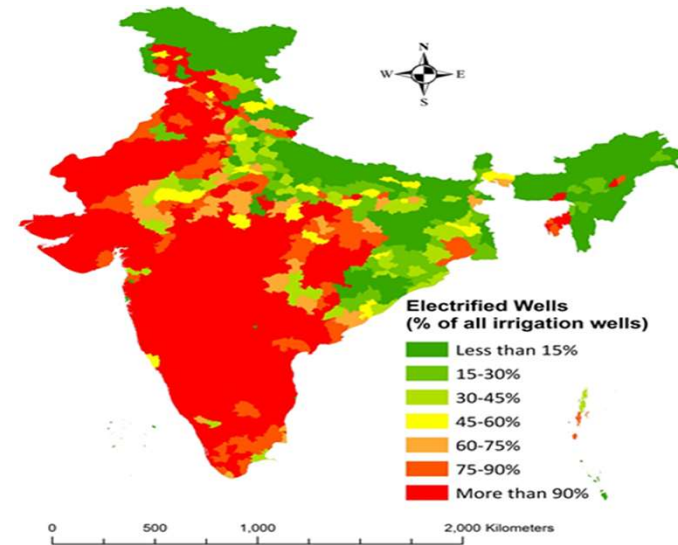 N
W E
S
Electrified Wells
(% of all irrigation wells)
Less than 15%
15-30%
30-45%
45-60%
60-75%
75-90%
More than 90%
0 500 1,000 2,000 Kilometers